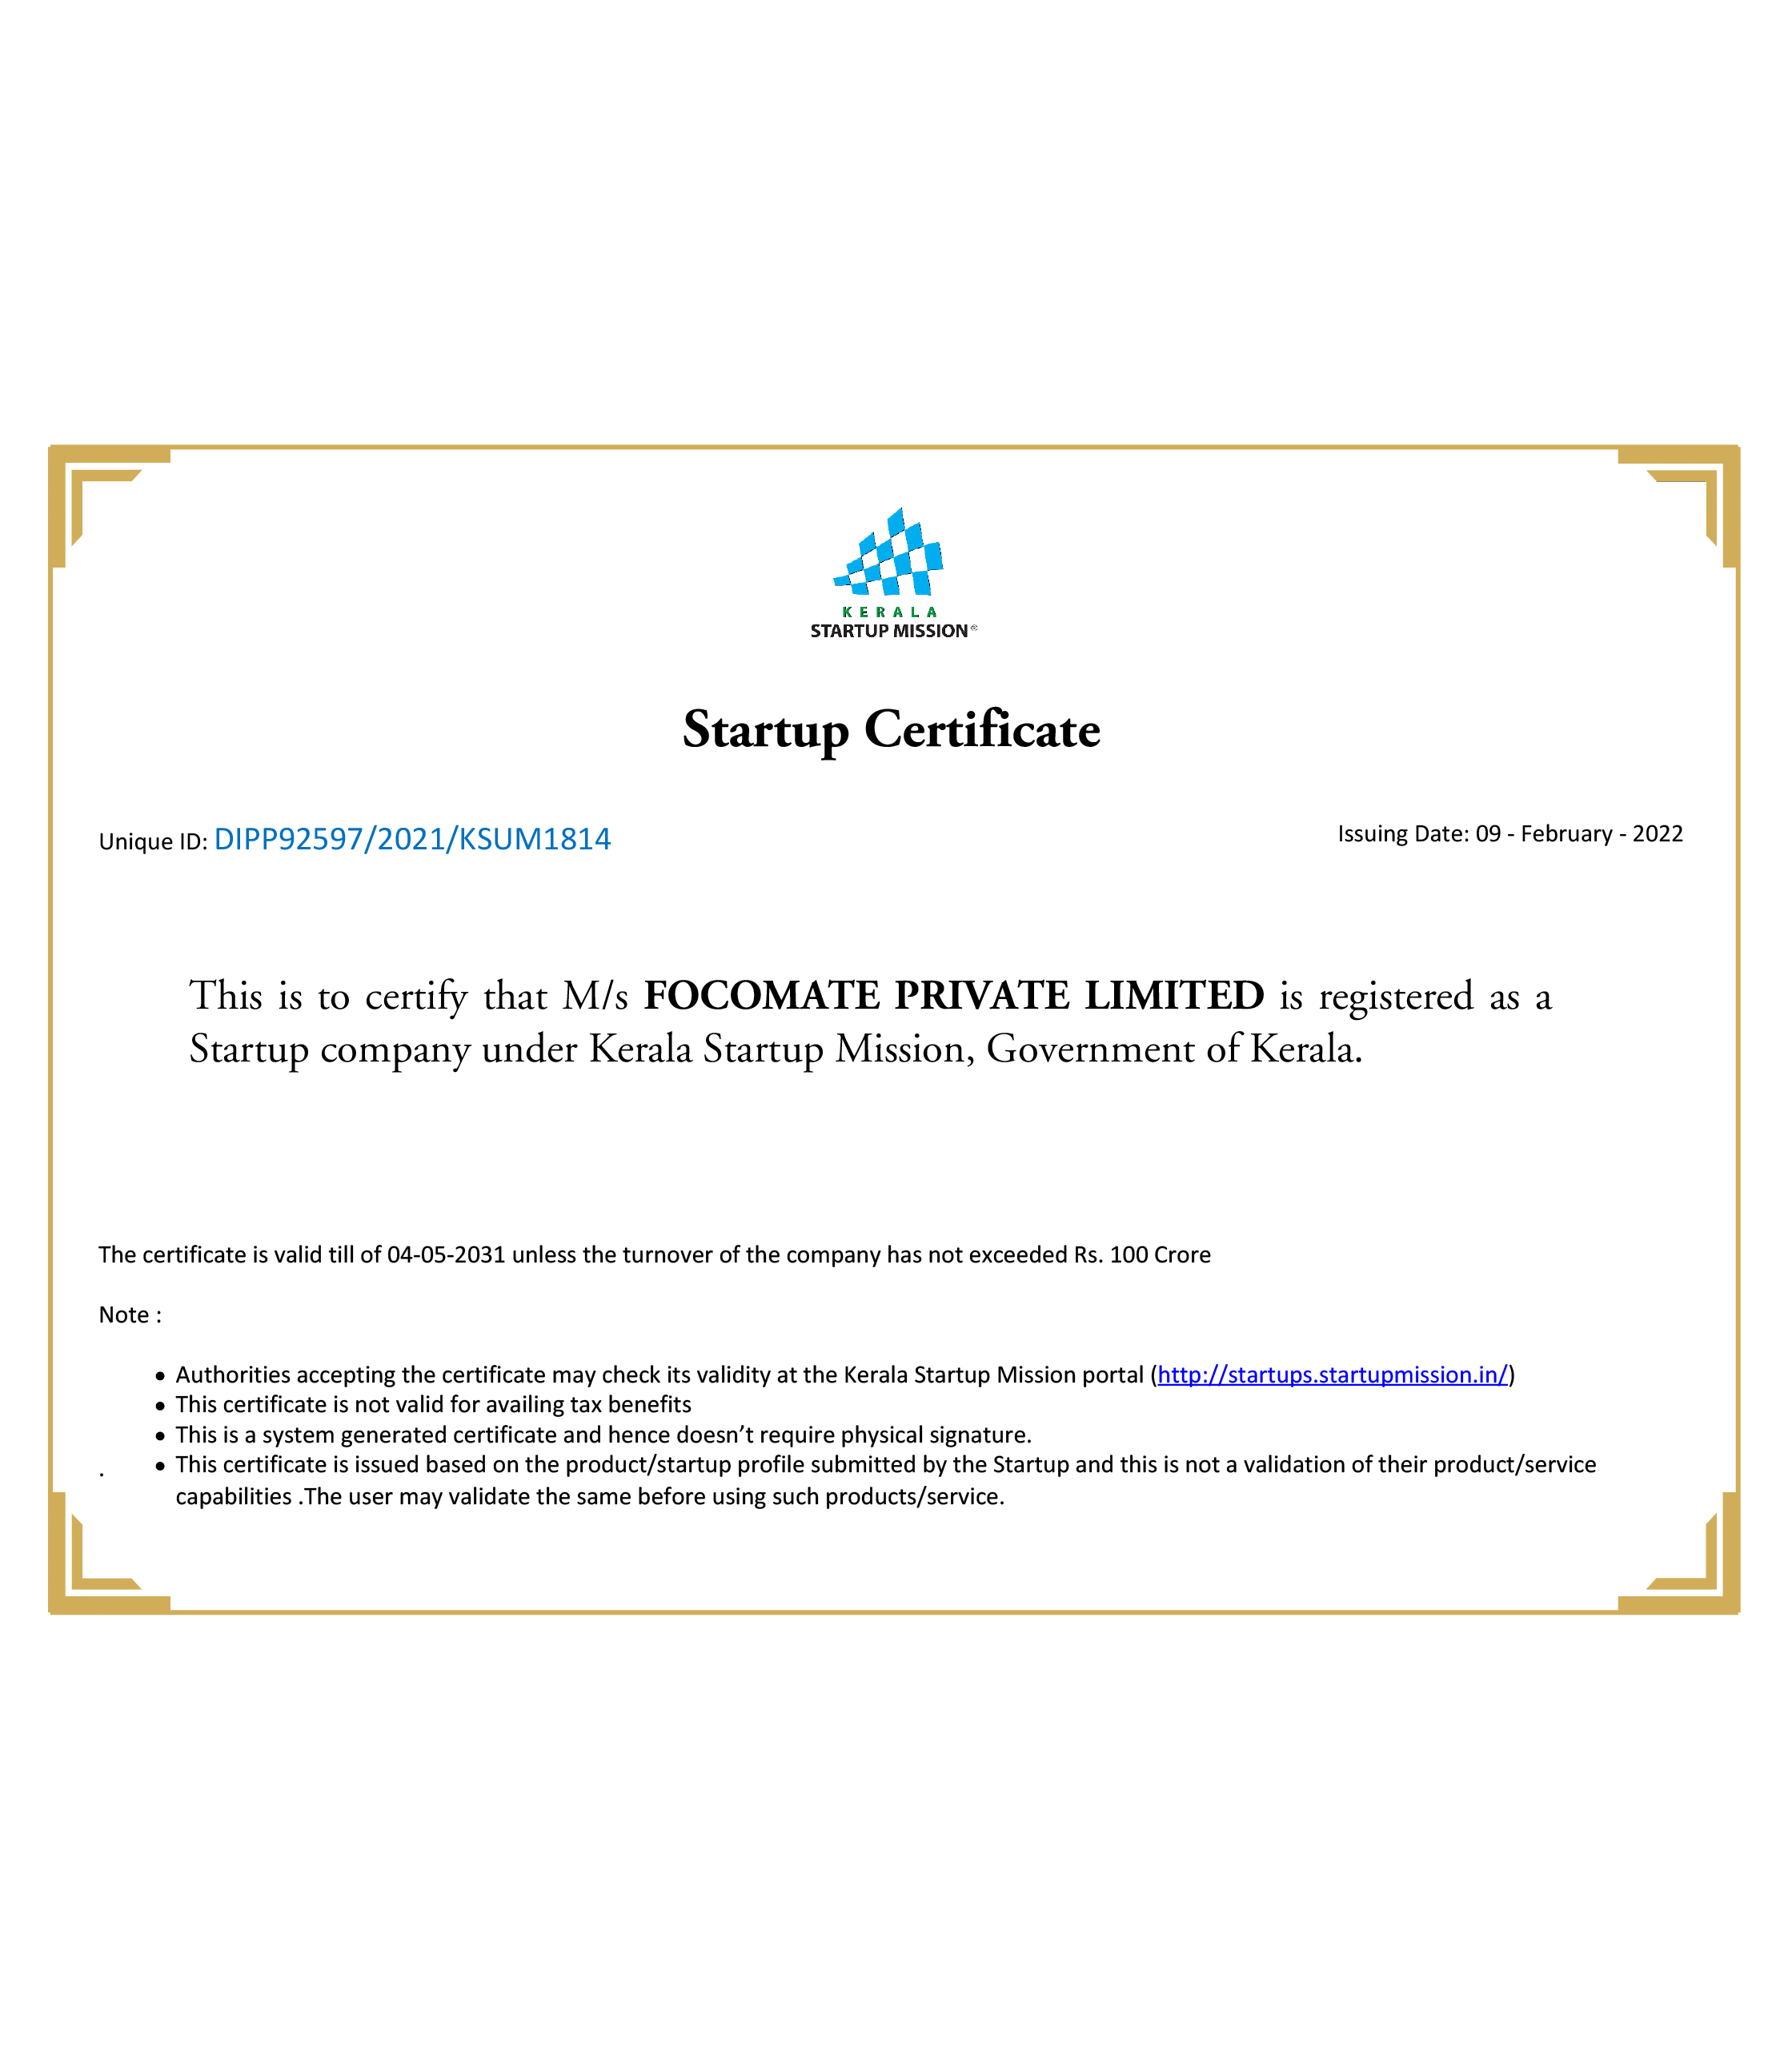 KERALA
STARTUP MISSION®
Startup Certificate
Unique ID: DIPP92597/2021/KSUM1814
Issuing Date: 09 - February - 2022
This is to certify that M/s FOCOMATE PRIVATE LIMITED is registered as a
Startup company under Kerala Startup Mission, Government of Kerala.
The certificate is valid till of 04-05-2031 unless the turnover of the company has not exceeded Rs. 100 Crore
Note :
• Authorities accepting the certificate may check its validity at the Kerala Startup Mission portal (http://startups.startupmission.in/)
• This certificate is not valid for availing tax benefits
• This is a system generated certificate and hence doesn’t require physical signature.
. • This certificate is issued based on the product/startup profile submitted by the Startup and this is not a validation of their product/service
capabilities .The user may validate the same before using such products/service.